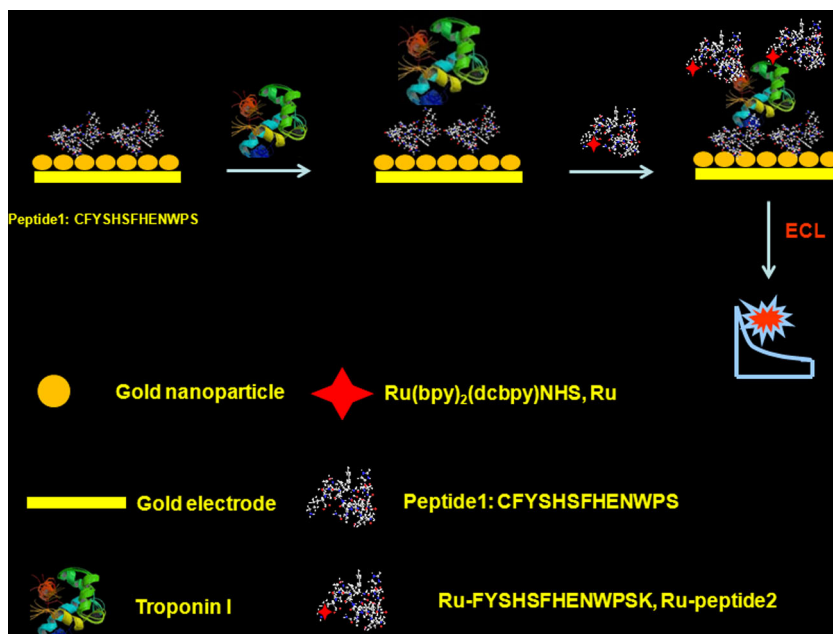 Peptide1: CFYSHSFHENWPS
ECL
Gold nanoparticle
Ru(bpy)₂(dcbpy)NHS, Ru
Gold electrode
Peptide1: CFYSHSFHENWPS
Troponin I
Ru-FYSHSFHENWPSK, Ru-peptide2